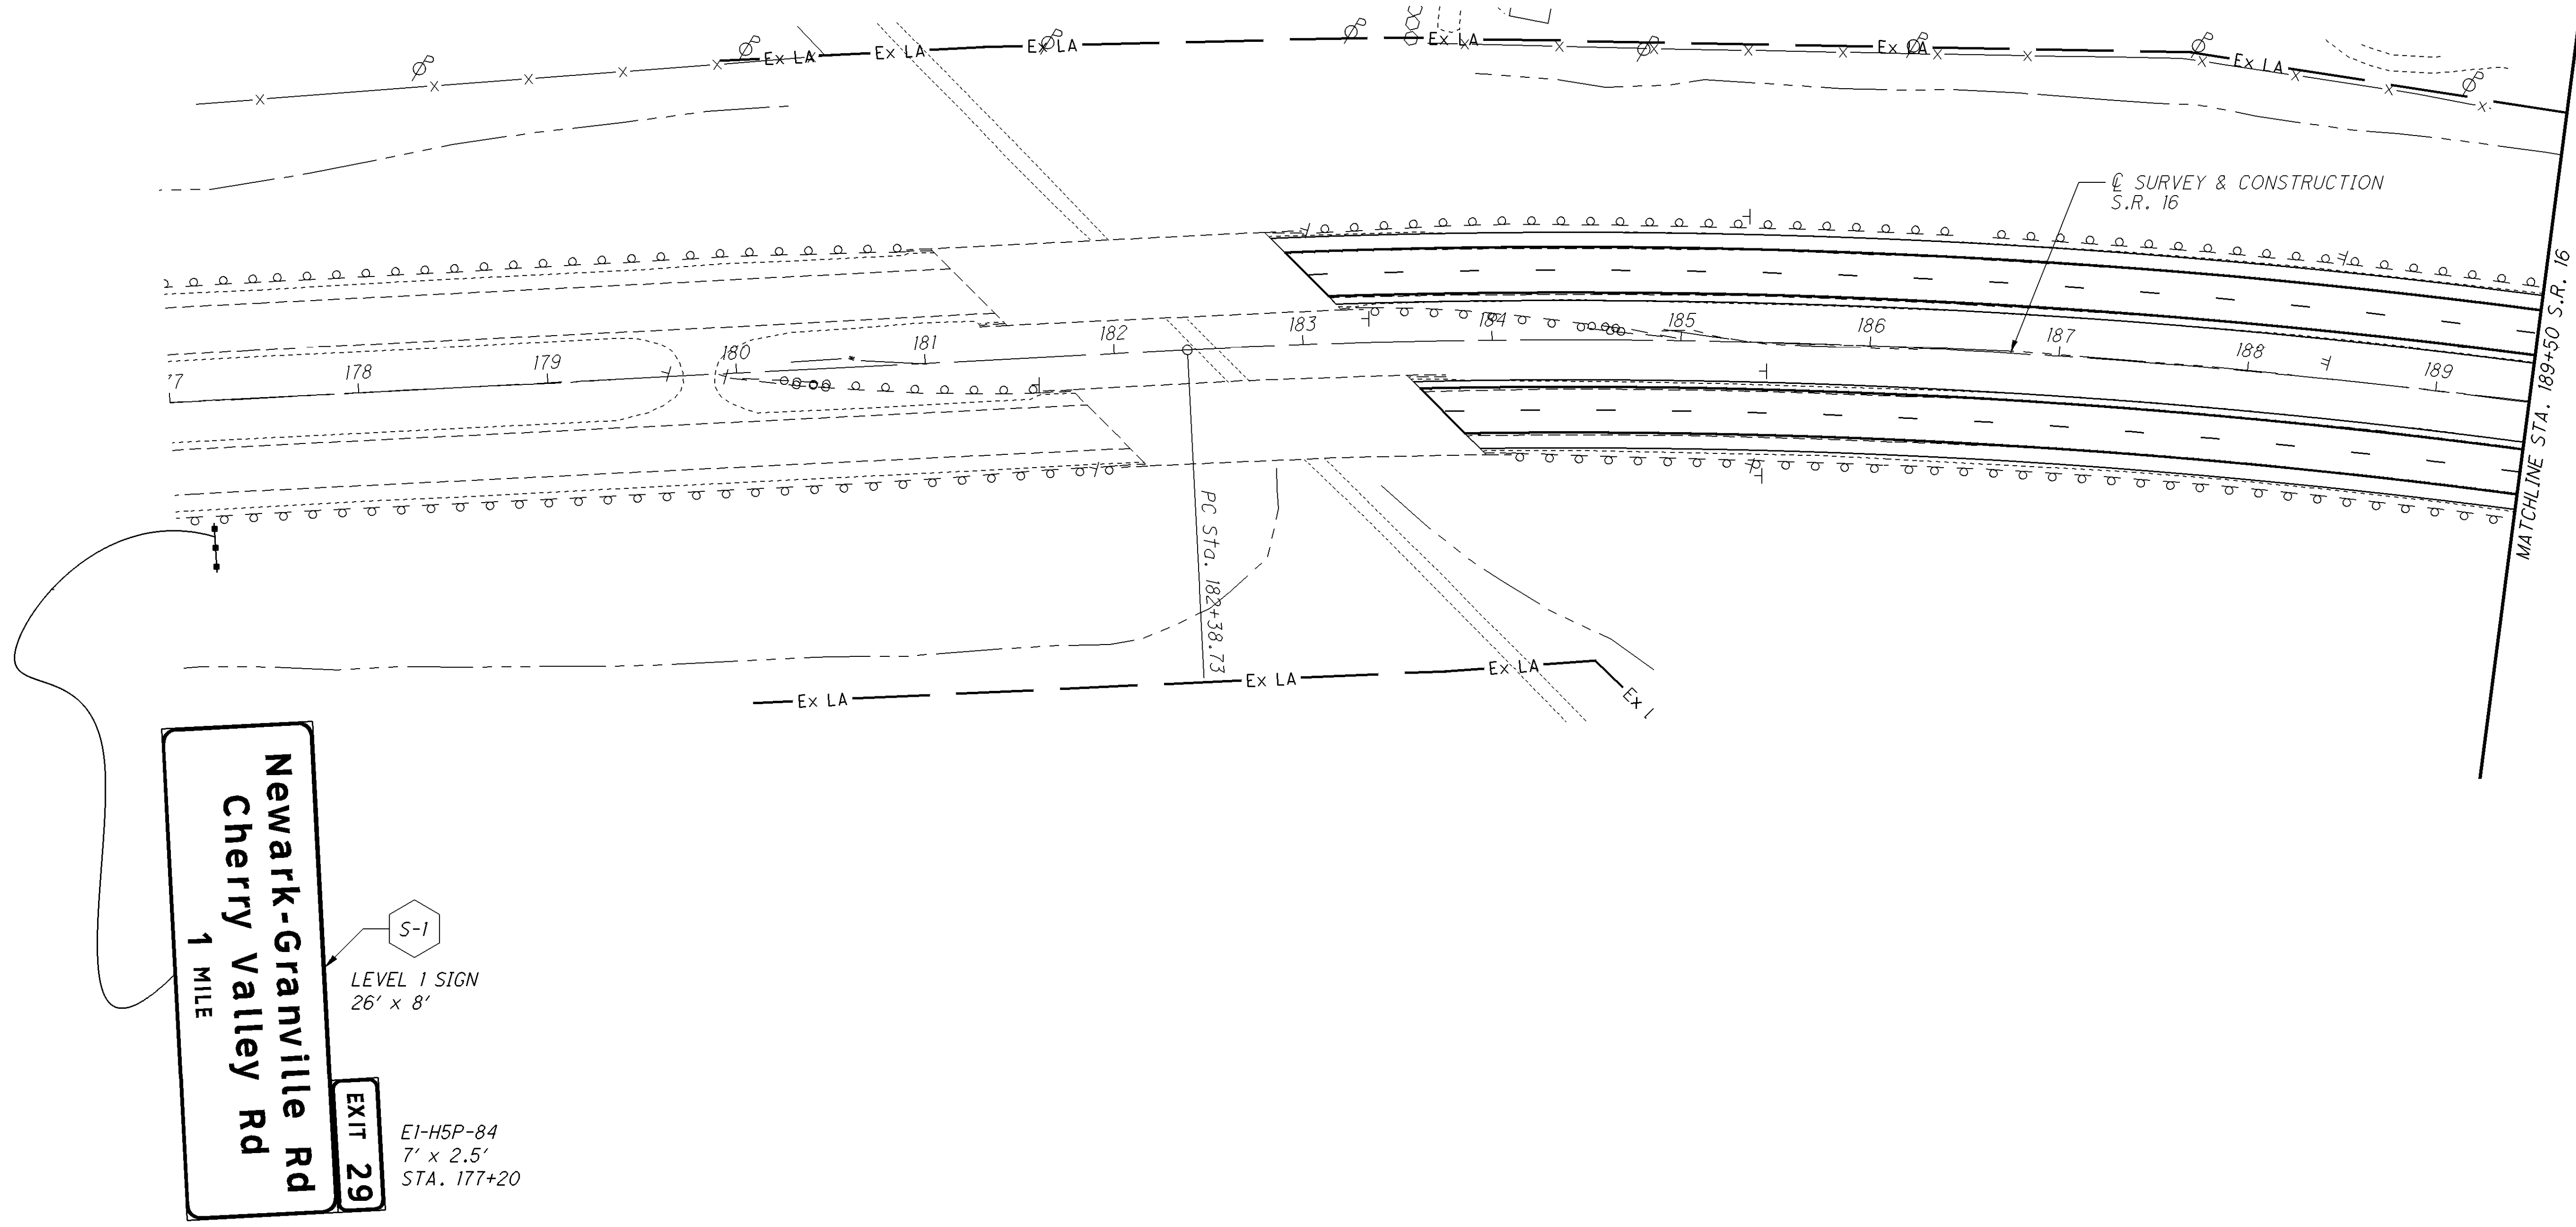 Ex LA
Ex LA
Ex LA
Ex LA
Ex LA
Ex LA
℄ SURVEY & CONSTRUCTION
S.R. 16
178
179
180
181
182
183
184
185
186
187
188
189
MATCHLINE STA. 189+50 S.R. 16
PC Sta. 182+38.73
Ex LA
Ex LA
Ex LA
Newark-Granville Rd
Cherry Valley Rd
1 MILE
EXIT 29
S-1
LEVEL 1 SIGN
26' x 8'
E1-H5P-84
7' x 2.5'
STA. 177+20